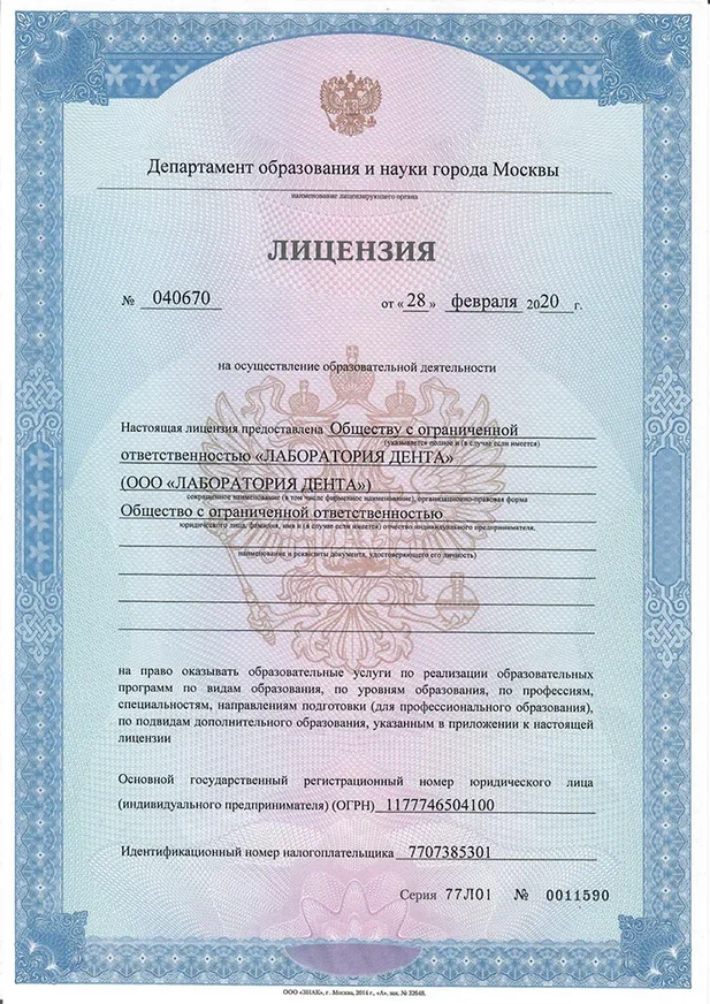 Департамент образования и науки города Москвы
наименование лицензирующего органа
ЛИЦЕНЗИЯ
№ 040670 от «28» февраля 2020 г.
на осуществление образовательной деятельности
Настоящая лицензия предоставлена Обществу с ограниченной
(указывается полное и (в случае если имеется)
ответственностью «ЛАБОРАТОРИЯ ДЕНТА»
(ООО «ЛАБОРАТОРИЯ ДЕНТА»)
сокращенное наименование (в том числе фирменное наименование), организационно-правовая форма
Общество с ограниченной ответственностью
юридического лица, фамилия, имя и (в случае если имеется) отчество индивидуального предпринимателя,
наименование и реквизиты документа, удостоверяющего его личность)
на право оказывать образовательные услуги по реализации образовательных
программ по видам образования, по уровням образования, по профессиям,
специальностям, направлениям подготовки (для профессионального образования),
по подвидам дополнительного образования, указанным в приложении к настоящей
лицензии
Основной государственный регистрационный номер юридического лица
(индивидуального предпринимателя) (ОГРН) 1177746504100
Идентификационный номер налогоплательщика 7707385301
Серия 77Л01 № 0011590
ООО «ЗНАК», г. Москва, 2014 г., «А», зак. № 32648.